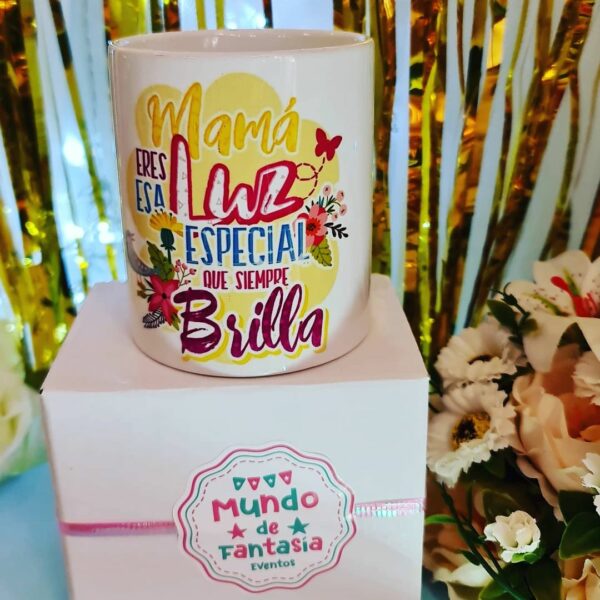 Mamá
ERES
ESA Luz
ESPECIAL
QUE SIEMPRE
Brilla
Mundo
de
Fantasía
Eventos